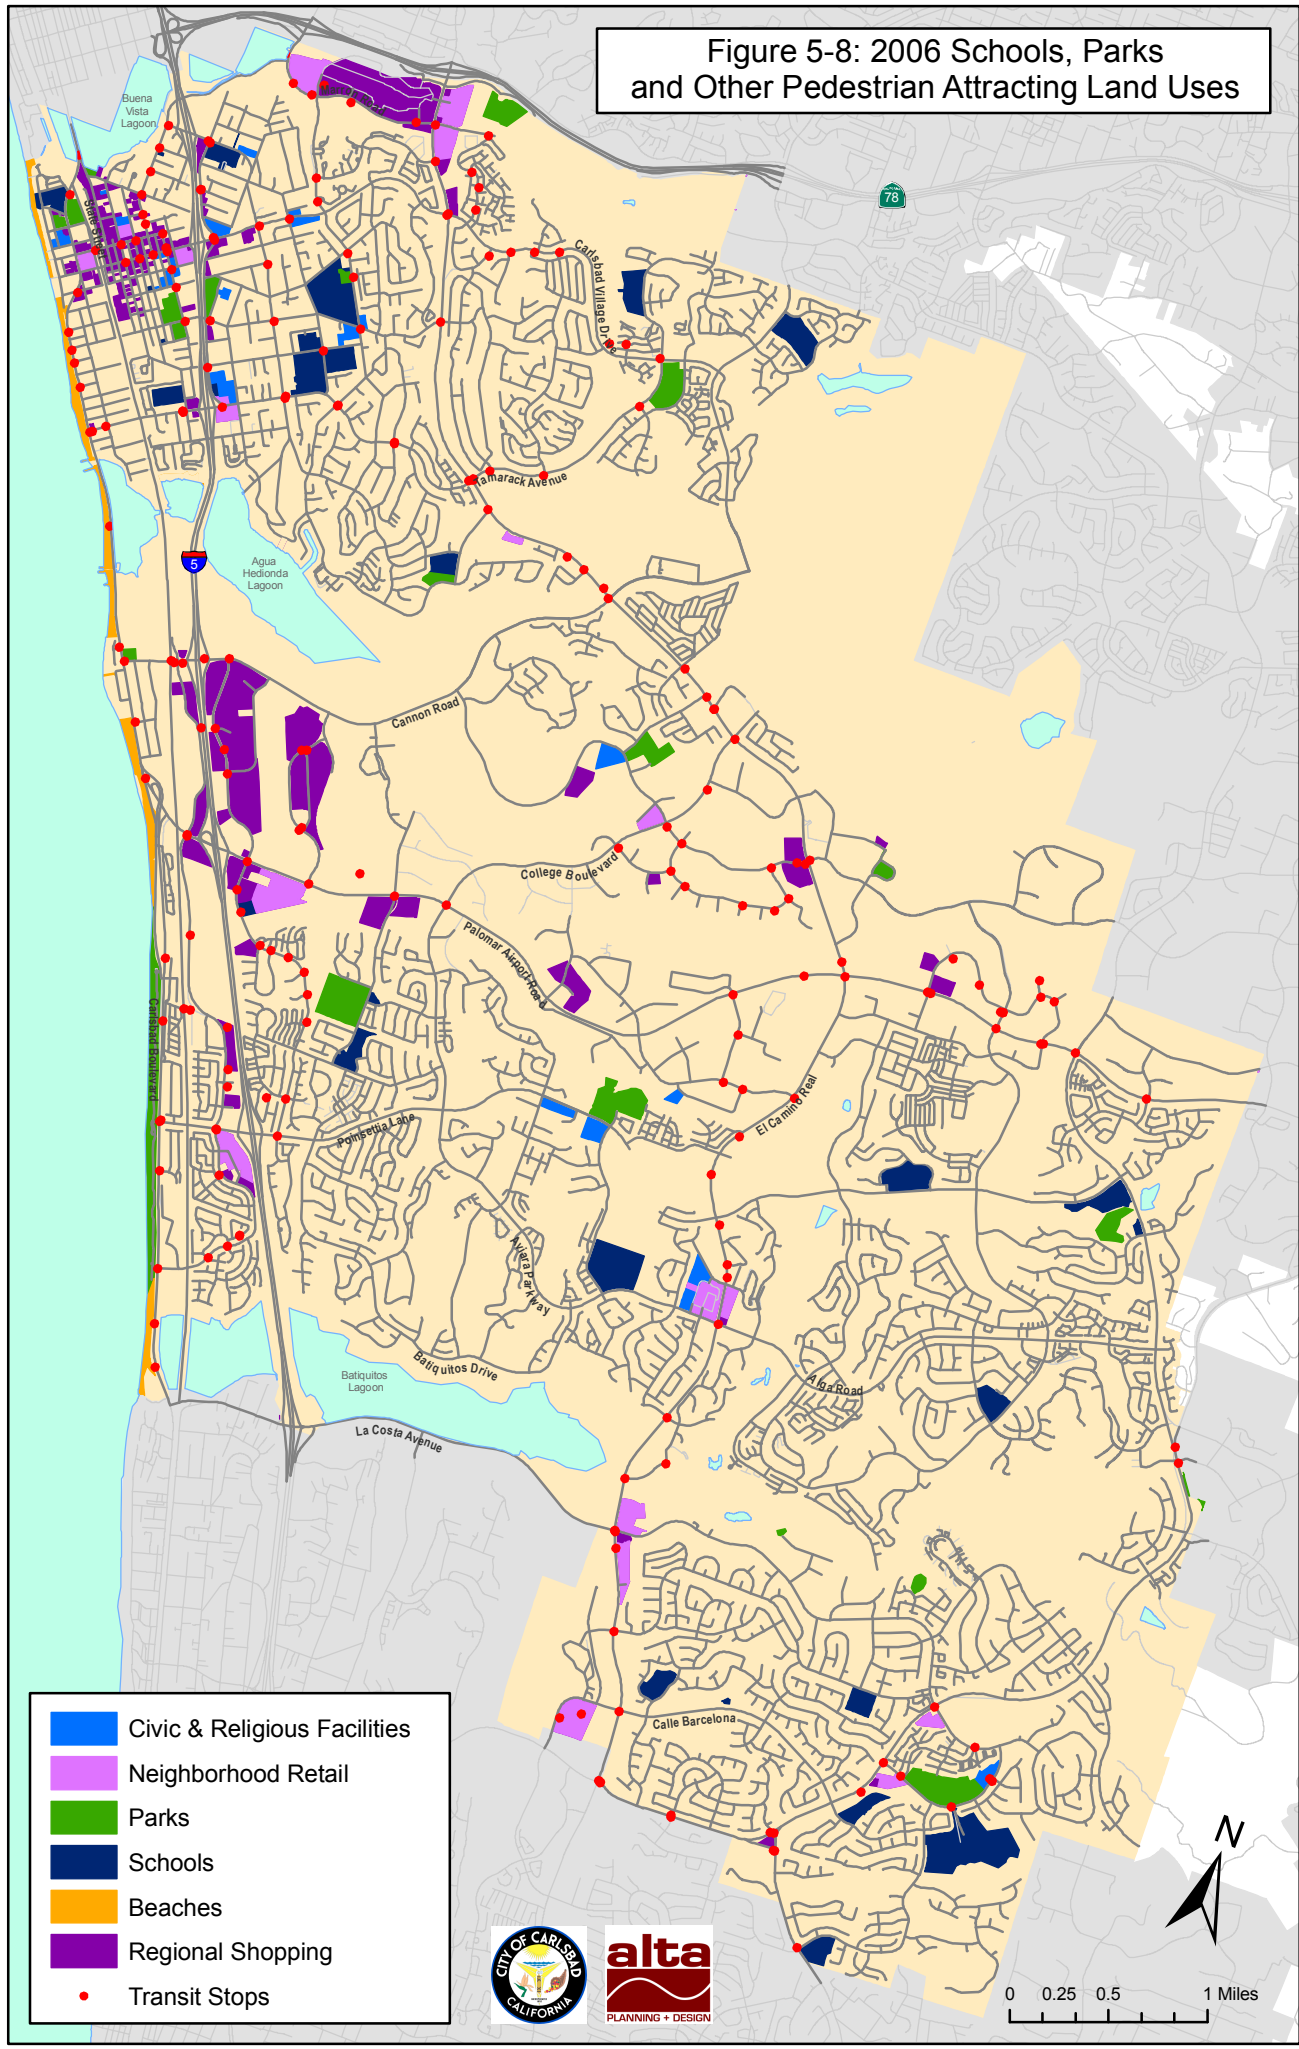 Figure 5-8: 2006 Schools, Parks
and Other Pedestrian Attracting Land Uses
Buena
Vista
Lagoon
78
Carlsbad Village Drive
Tamarack Avenue
5
Agua
Hedionda
Lagoon
Cannon Road
College Boulevard
Palomar Airport Road
Carlsbad Boulevard
El Camino Real
Poinsettia Lane
Aviara Parkway
Batiquitos Drive
Batiquitos
Lagoon
Alga Road
La Costa Avenue
Calle Barcelona
Civic & Religious Facilities
Neighborhood Retail
Parks
Schools
Beaches
Regional Shopping
Transit Stops
CITY OF CARLSBAD
CALIFORNIA
alta
PLANNING + DESIGN
N
0 0.25 0.5 1 Miles